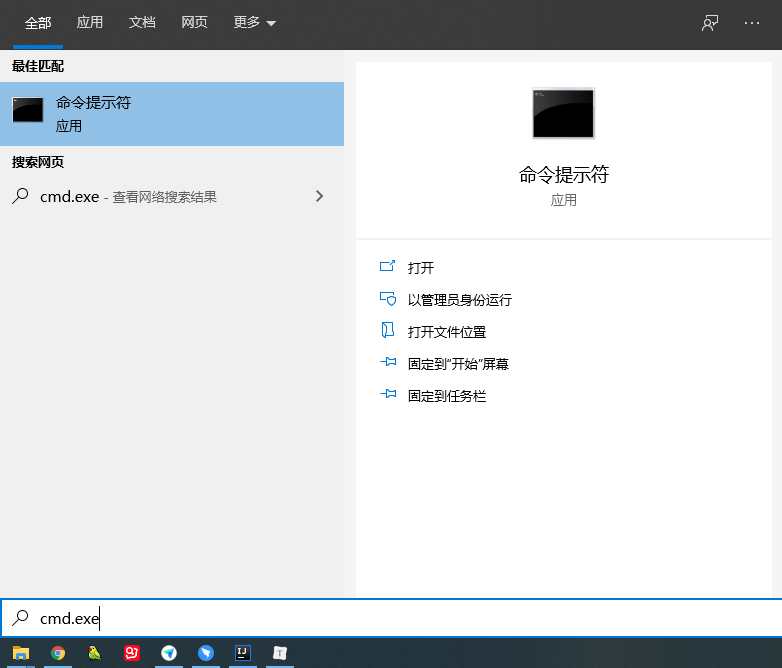 全部 应用 文档 网页 更多
最佳匹配
命令提示符
应用
搜索网页
cmd.exe - 查看网络搜索结果
命令提示符
应用
打开
以管理员身份运行
打开文件位置
固定到"开始"屏幕
固定到任务栏
cmd.exe
IJ
T